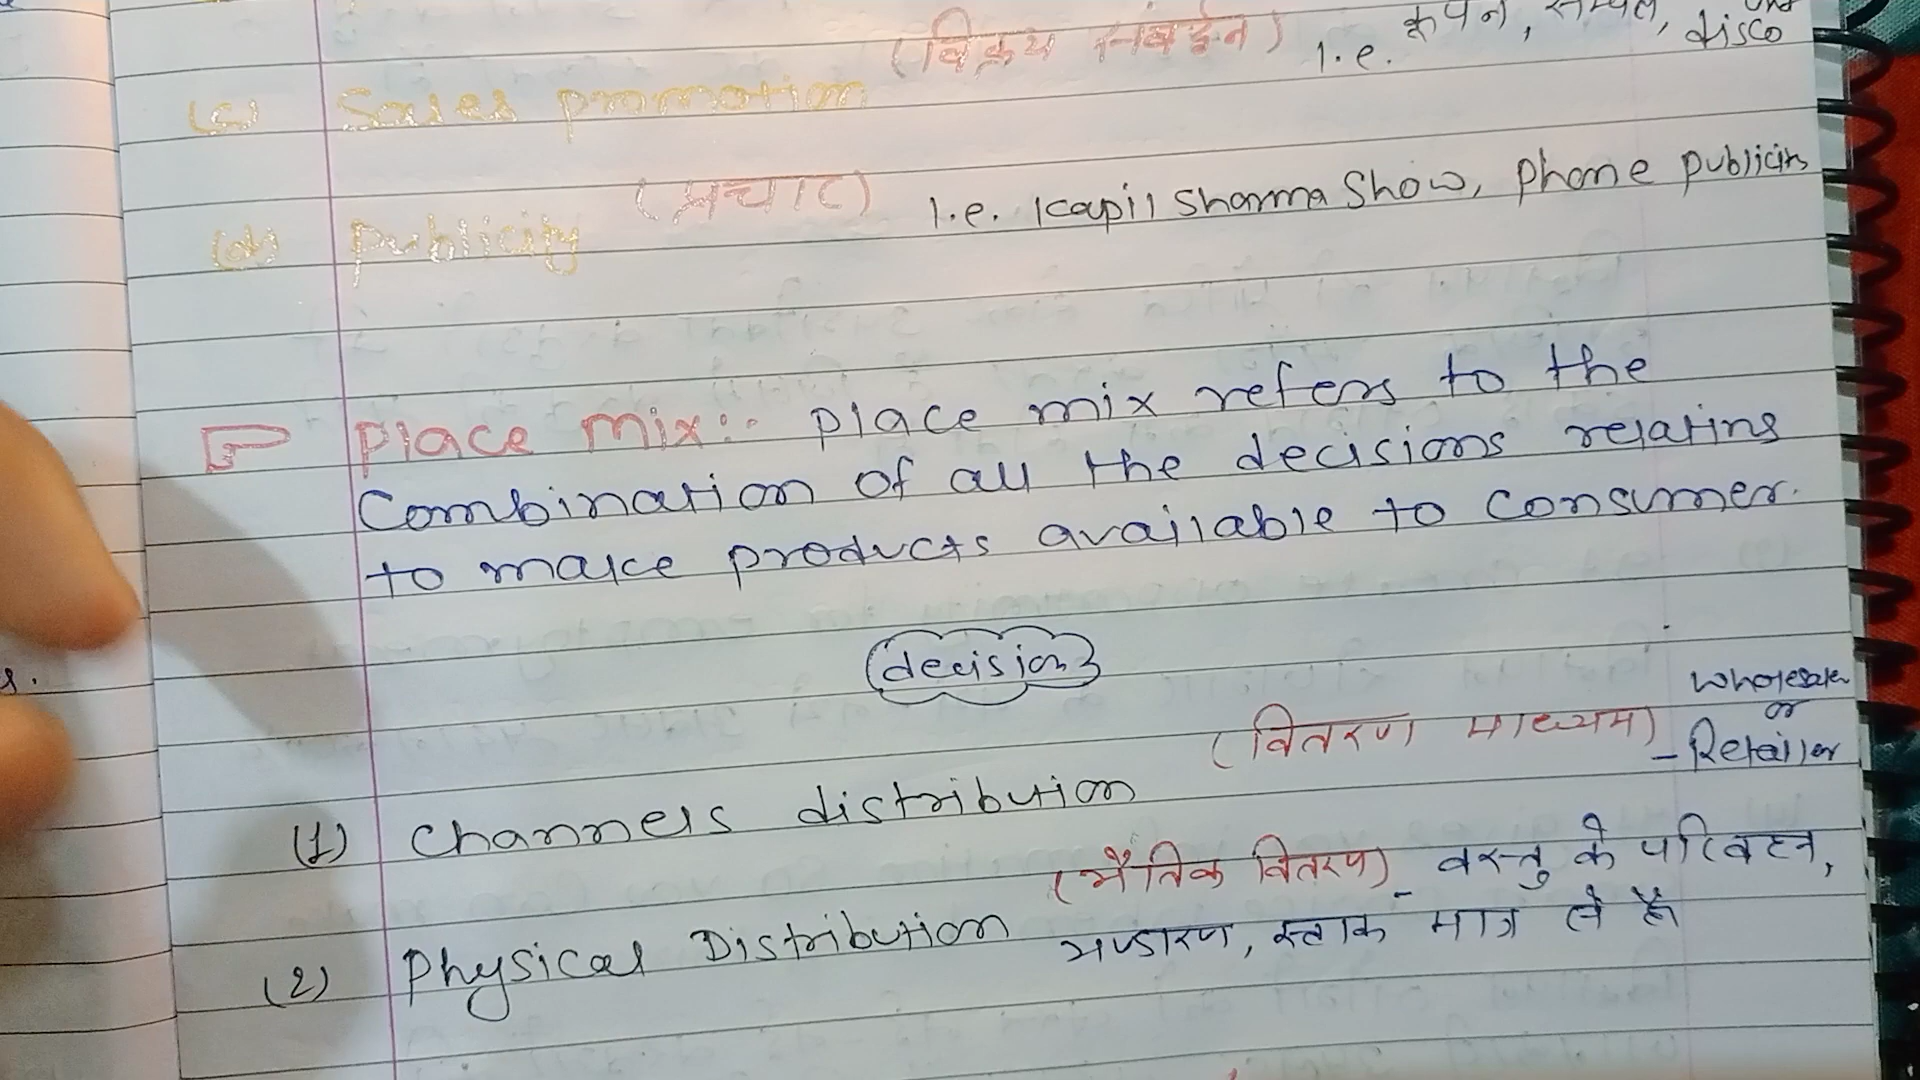 (विक्रय संवर्द्धन) i.e. कूपन, सैम्पल, disco
(c) Sales promotion
(प्रचार) i.e. Kapil Sharma Show, Phone publicity
(d) Publicity
Place Mix:- Place mix refers to the
Combination of all the decisions relating
to make products available to consumer.
decision
(वितरण माध्यम) - Wholesaler or Retailer
(1) Channels distribution
(भौतिक वितरण) - वस्तु के परिवहन,
(2) Physical Distribution भण्डारण, स्टाक मात्र से है